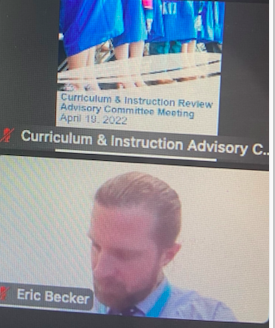 Curriculum & Instruction Review
Advisory Committee Meeting
April 19, 2022
Curriculum & Instruction Advisory C...
Eric Becker